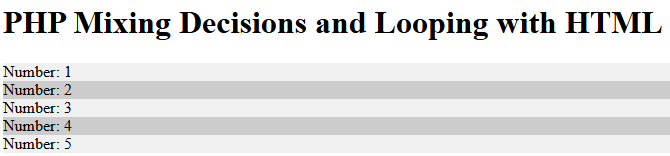 PHP Mixing Decisions and Looping with HTML
Number: 1
Number: 2
Number: 3
Number: 4
Number: 5